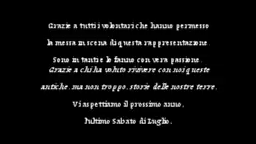 Grazie a tutti i volontari che hanno permesso
la messa in scena di questa rappresentazione.
Sono in tanti e lo fanno con vera passione.
Grazie a chi ha voluto rivivere con noi queste
antiche, ma non troppo, storie delle nostre terre.
Vi aspettiamo il prossimo anno,
l'ultimo Sabato di Luglio.